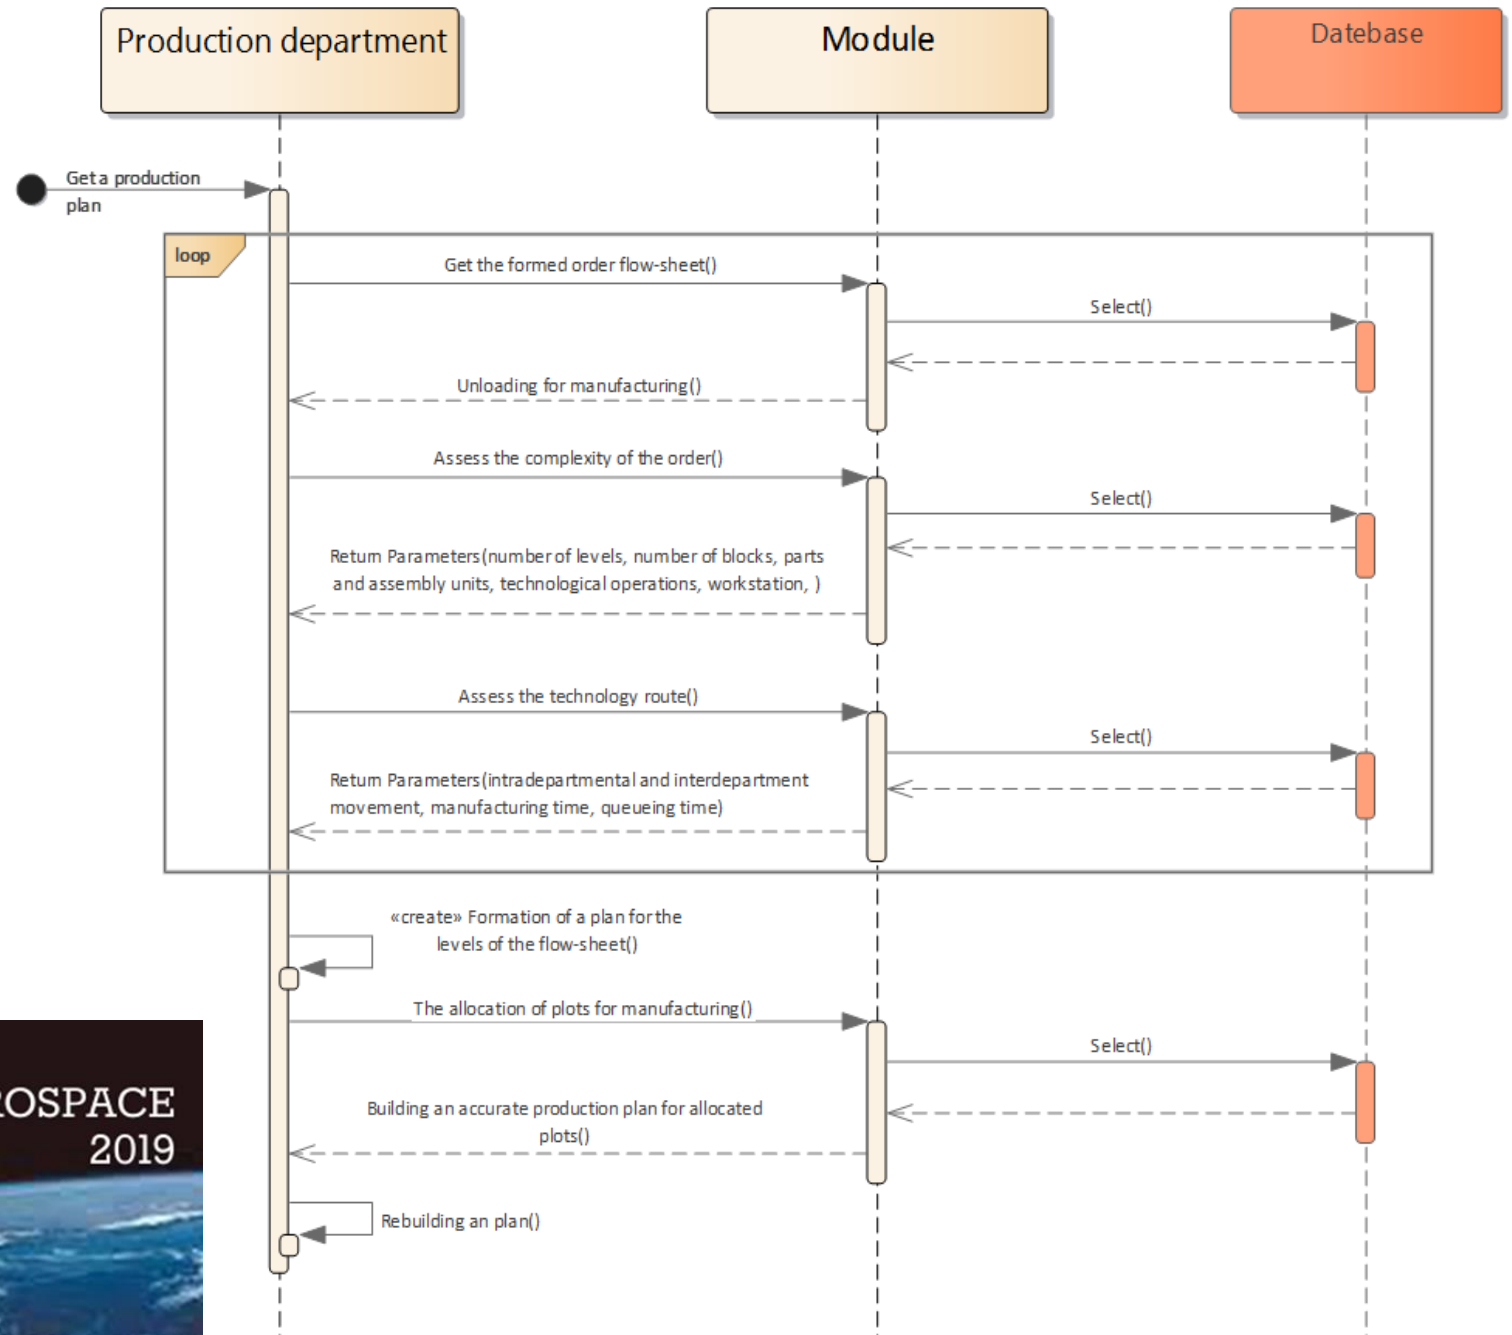 Production department
Module
Datebase
Get a production
plan
loop
Get the formed order flow-sheet()
Select()
Unloading for manufacturing()
Assess the complexity of the order()
Select()
Return Parameters(number of levels, number of blocks, parts
and assembly units, technological operations, workstation, )
Assess the technology route()
Select()
Return Parameters(intradepartmental and interdepartment
movement, manufacturing time, queueing time)
«create» Formation of a plan for the
levels of the flow-sheet()
The allocation of plots for manufacturing()
Select()
Building an accurate production plan for allocated
plots()
Rebuilding an plan()
ROSPACE
2019